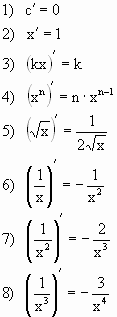 1) c′ = 0
2) x′ = 1
3) (kx)′ = k
4) (xⁿ)′ = n · xⁿ⁻¹
5) (√x)′ = 1/(2√x)
6) (1/x)′ = − 1/x²
7) (1/x²)′ = − 2/x³
8) (1/x³)′ = − 3/x⁴